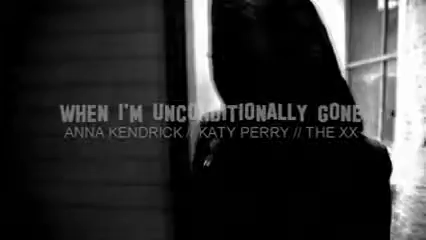 WHEN I'M UNCONDITIONALLY GONE
ANNA KENDRICK // KATY PERRY // THE XX